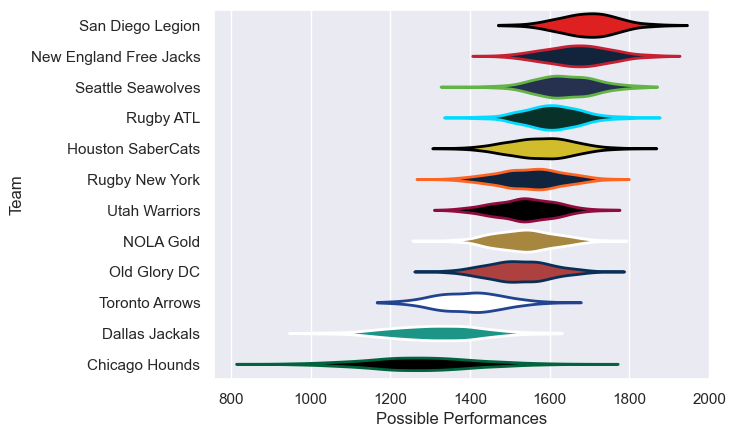 San Diego Legion
New England Free Jacks
Seattle Seawolves
Rugby ATL
Houston SaberCats
Rugby New York
Utah Warriors
NOLA Gold
Old Glory DC
Toronto Arrows
Dallas Jackals
Chicago Hounds
Team
800 1000 1200 1400 1600 1800 2000
Possible Performances